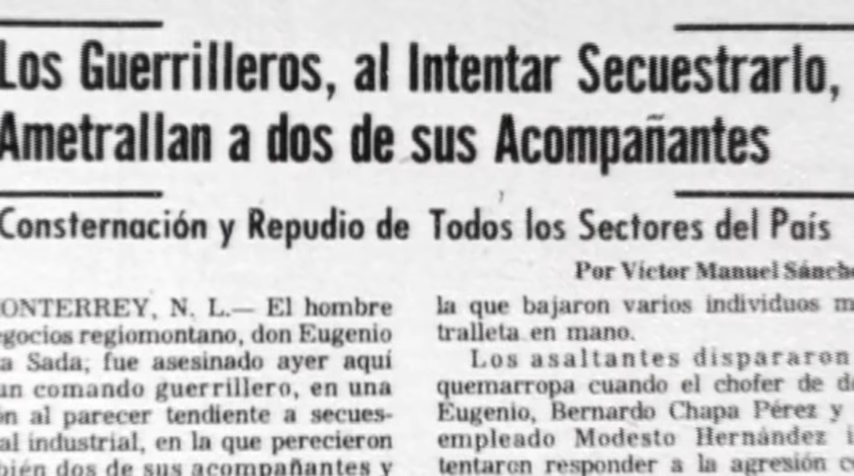 Los Guerrilleros, al Intentar Secuestrarlo,
Ametrallan a dos de sus Acompañantes
Consternación y Repudio de Todos los Sectores del País
Por Víctor Manuel
ONTERREY, N. L.— El hombre
egocios regiomontano, don Eugenio
a Sada; fue asesinado ayer aquí
un comando guerrillero, en una
ón al parecer tendiente a secues-
al industrial, en la que perecieron
bién dos de sus acompañantes y
la que bajaron varios individuos m
tralleta en mano.
Los asaltantes dispararon
quemarropa cuando el chofer de d
Eugenio, Bernardo Chapa Pérez y
empleado Modesto Hernández i
tentaron responder a la agresión c